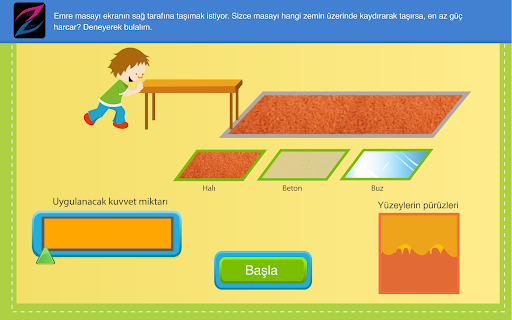 Emre masayı ekranın sağ tarafına taşımak istiyor. Sizce masayı hangi zemin üzerinde kaydırarak taşırsa, en az güç
harcar? Deneyerek bulalım.
Halı
Beton
Buz
Uygulanacak kuvvet miktarı
Yüzeylerin pürüzleri
Başla